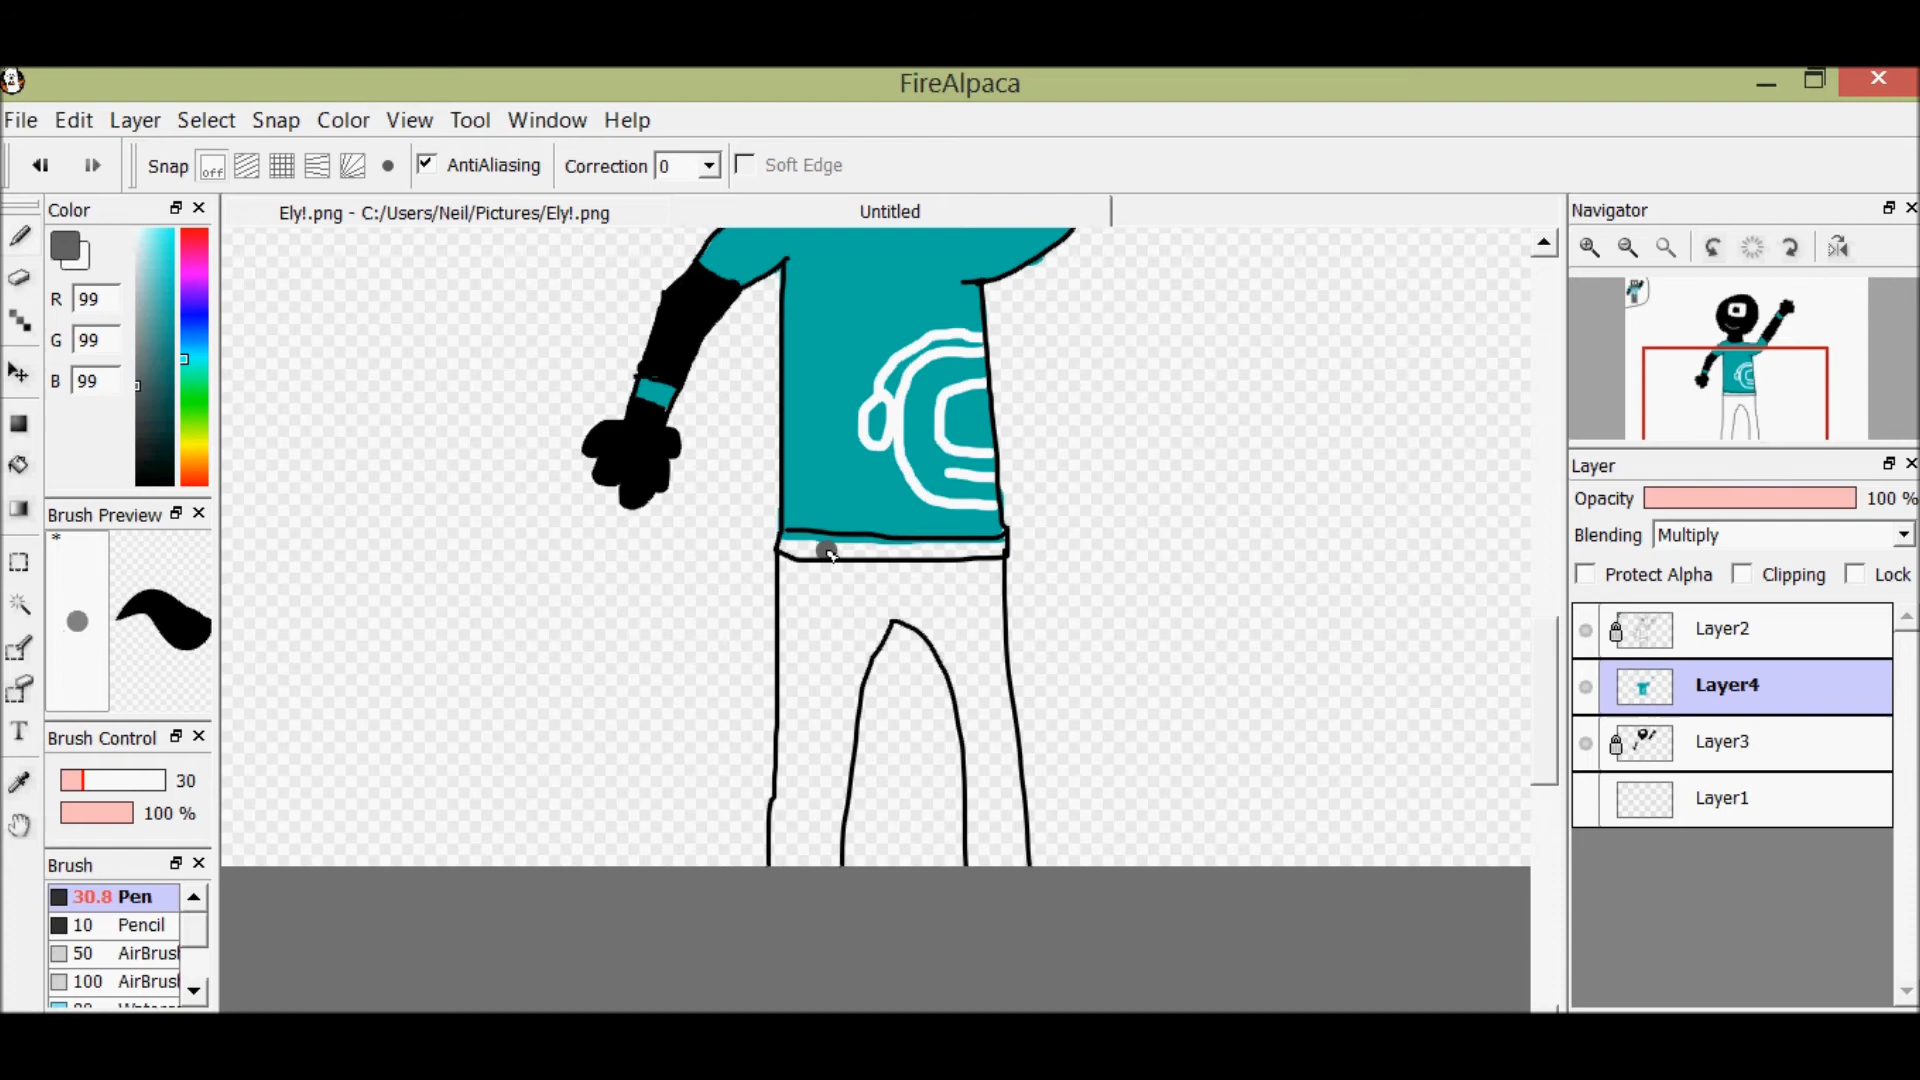 FireAlpaca
File Edit Layer Select Snap Color View Tool Window Help
Snap off AntiAliasing Correction 0 Soft Edge
Color
Ely!.png - C:/Users/Neil/Pictures/Ely!.png
Untitled
Navigator
R 99
G 99
B 99
Layer
Opacity 100 %
Brush Preview
*
Blending Multiply
Protect Alpha Clipping Lock
Layer2
Layer4
T
Brush Control
Layer3
30
Layer1
100 %
Brush
30.8 Pen
10 Pencil
50 AirBrus
100 AirBrus